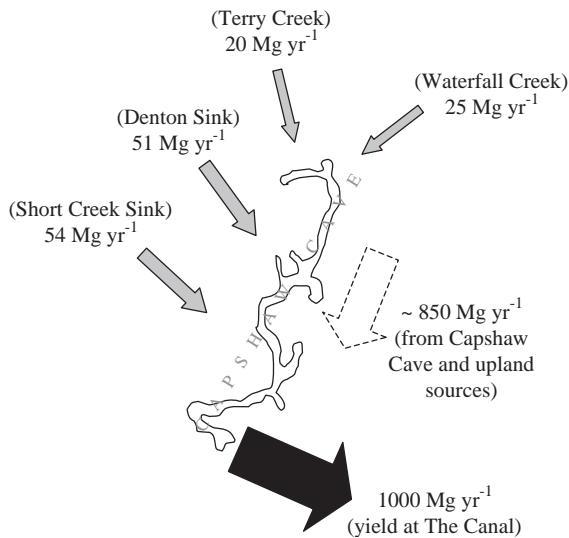 (Terry Creek)
20 Mg yr⁻¹
(Waterfall Creek)
25 Mg yr⁻¹
(Denton Sink)
51 Mg yr⁻¹
(Short Creek Sink)
54 Mg yr⁻¹
CAPSHAW CAVE
~ 850 Mg yr⁻¹
(from Capshaw
Cave and upland
sources)
1000 Mg yr⁻¹
(yield at The Canal)